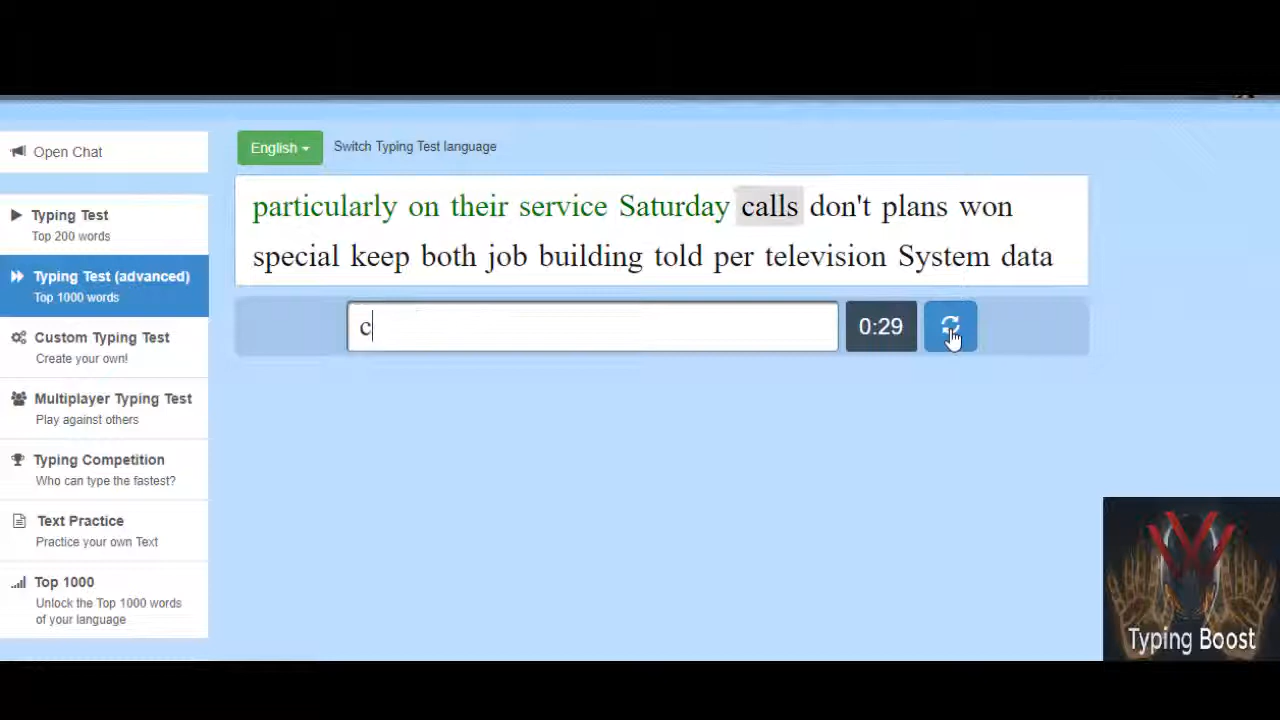 Open Chat
English
Switch Typing Test language
Typing Test
Top 200 words
Typing Test (advanced)
Top 1000 words
Custom Typing Test
Create your own!
Multiplayer Typing Test
Play against others
Typing Competition
Who can type the fastest?
Text Practice
Practice your own Text
Top 1000
Unlock the Top 1000 words
of your language
particularly on their service Saturday calls don't plans won
special keep both job building told per television System data
c
0:29
Typing Boost